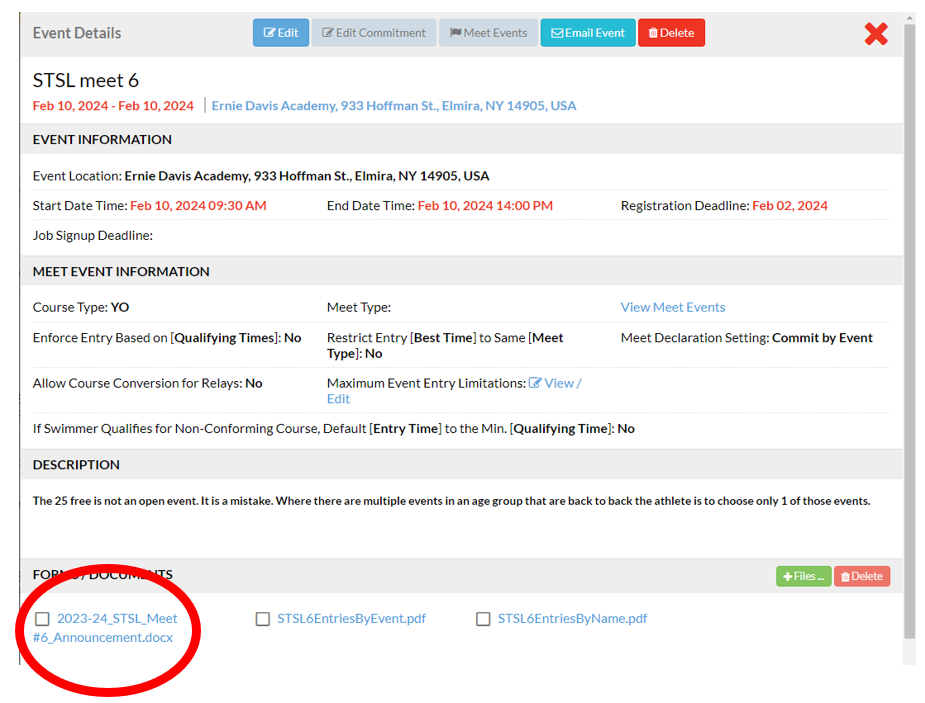 Event Details Edit Edit Commitment Meet Events Email Event Delete
STSL meet 6
Feb 10, 2024 - Feb 10, 2024 Ernie Davis Academy, 933 Hoffman St., Elmira, NY 14905, USA
EVENT INFORMATION
Event Location: Ernie Davis Academy, 933 Hoffman St., Elmira, NY 14905, USA
Start Date Time: Feb 10, 2024 09:30 AM End Date Time: Feb 10, 2024 14:00 PM Registration Deadline: Feb 02, 2024
Job Signup Deadline:
MEET EVENT INFORMATION
Course Type: YO Meet Type: View Meet Events
Enforce Entry Based on [Qualifying Times]: No Restrict Entry [Best Time] to Same [Meet Meet Declaration Setting: Commit by Event
Type]: No
Allow Course Conversion for Relays: No Maximum Event Entry Limitations: View /
Edit
If Swimmer Qualifies for Non-Conforming Course, Default [Entry Time] to the Min. [Qualifying Time]: No
DESCRIPTION
The 25 free is not an open event. It is a mistake. Where there are multiple events in an age group that are back to back the athlete is to choose only 1 of those events.
FORMS / DOCUMENTS +Files ... Delete
2023-24_STSL_Meet STSL6EntriesByEvent.pdf STSL6EntriesByName.pdf
#6_Announcement.docx